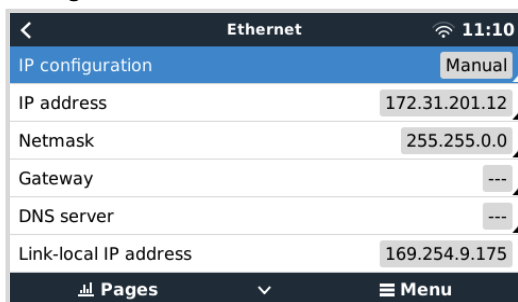 Ethernet 11:10
IP configuration Manual
IP address 172.31.201.12
Netmask 255.255.0.0
Gateway ---
DNS server ---
Link-local IP address 169.254.9.175
Pages Menu